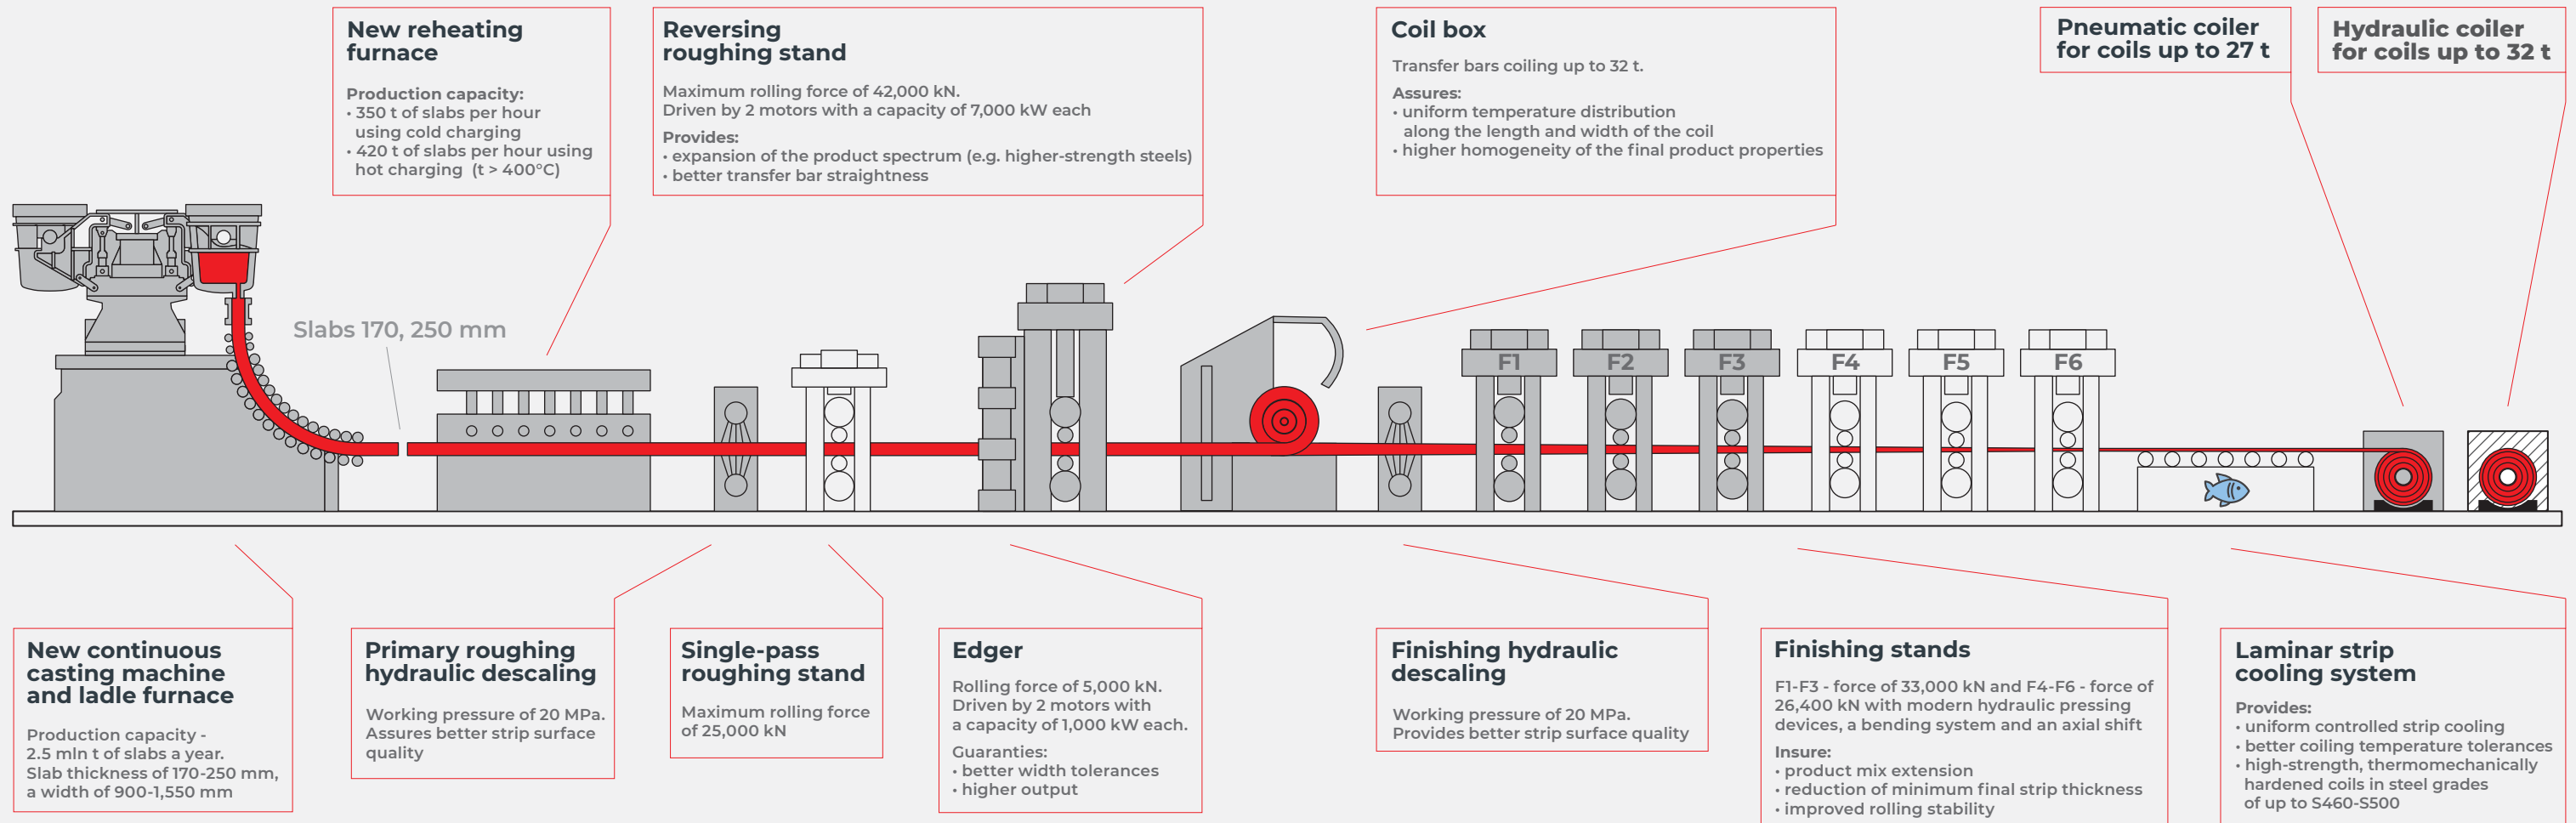 New reheating
furnace
Production capacity:
• 350 t of slabs per hour
using cold charging
• 420 t of slabs per hour using
hot charging (t > 400°C)
Reversing
roughing stand
Maximum rolling force of 42,000 kN.
Driven by 2 motors with a capacity of 7,000 kW each
Provides:
• expansion of the product spectrum (e.g. higher-strength steels)
• better transfer bar straightness
Coil box
Transfer bars coiling up to 32 t.
Assures:
• uniform temperature distribution
along the length and width of the coil
• higher homogeneity of the final product properties
Pneumatic coiler
for coils up to 27 t
Hydraulic coiler
for coils up to 32 t
Slabs 170, 250 mm
F1
F2
F3
F4
F5
F6
New continuous
casting machine
and ladle furnace
Production capacity -
2.5 mln t of slabs a year.
Slab thickness of 170-250 mm,
a width of 900-1,550 mm
Primary roughing
hydraulic descaling
Working pressure of 20 MPa.
Assures better strip surface
quality
Single-pass
roughing stand
Maximum rolling force
of 25,000 kN
Edger
Rolling force of 5,000 kN.
Driven by 2 motors with
a capacity of 1,000 kW each.
Guaranties:
• better width tolerances
• higher output
Finishing hydraulic
descaling
Working pressure of 20 MPa.
Provides better strip surface quality
Finishing stands
F1-F3 - force of 33,000 kN and F4-F6 - force of
26,400 kN with modern hydraulic pressing
devices, a bending system and an axial shift
Insure:
• product mix extension
• reduction of minimum final strip thickness
• improved rolling stability
Laminar strip
cooling system
Provides:
• uniform controlled strip cooling
• better coiling temperature tolerances
• high-strength, thermomechanically
hardened coils in steel grades
of up to S460-S500